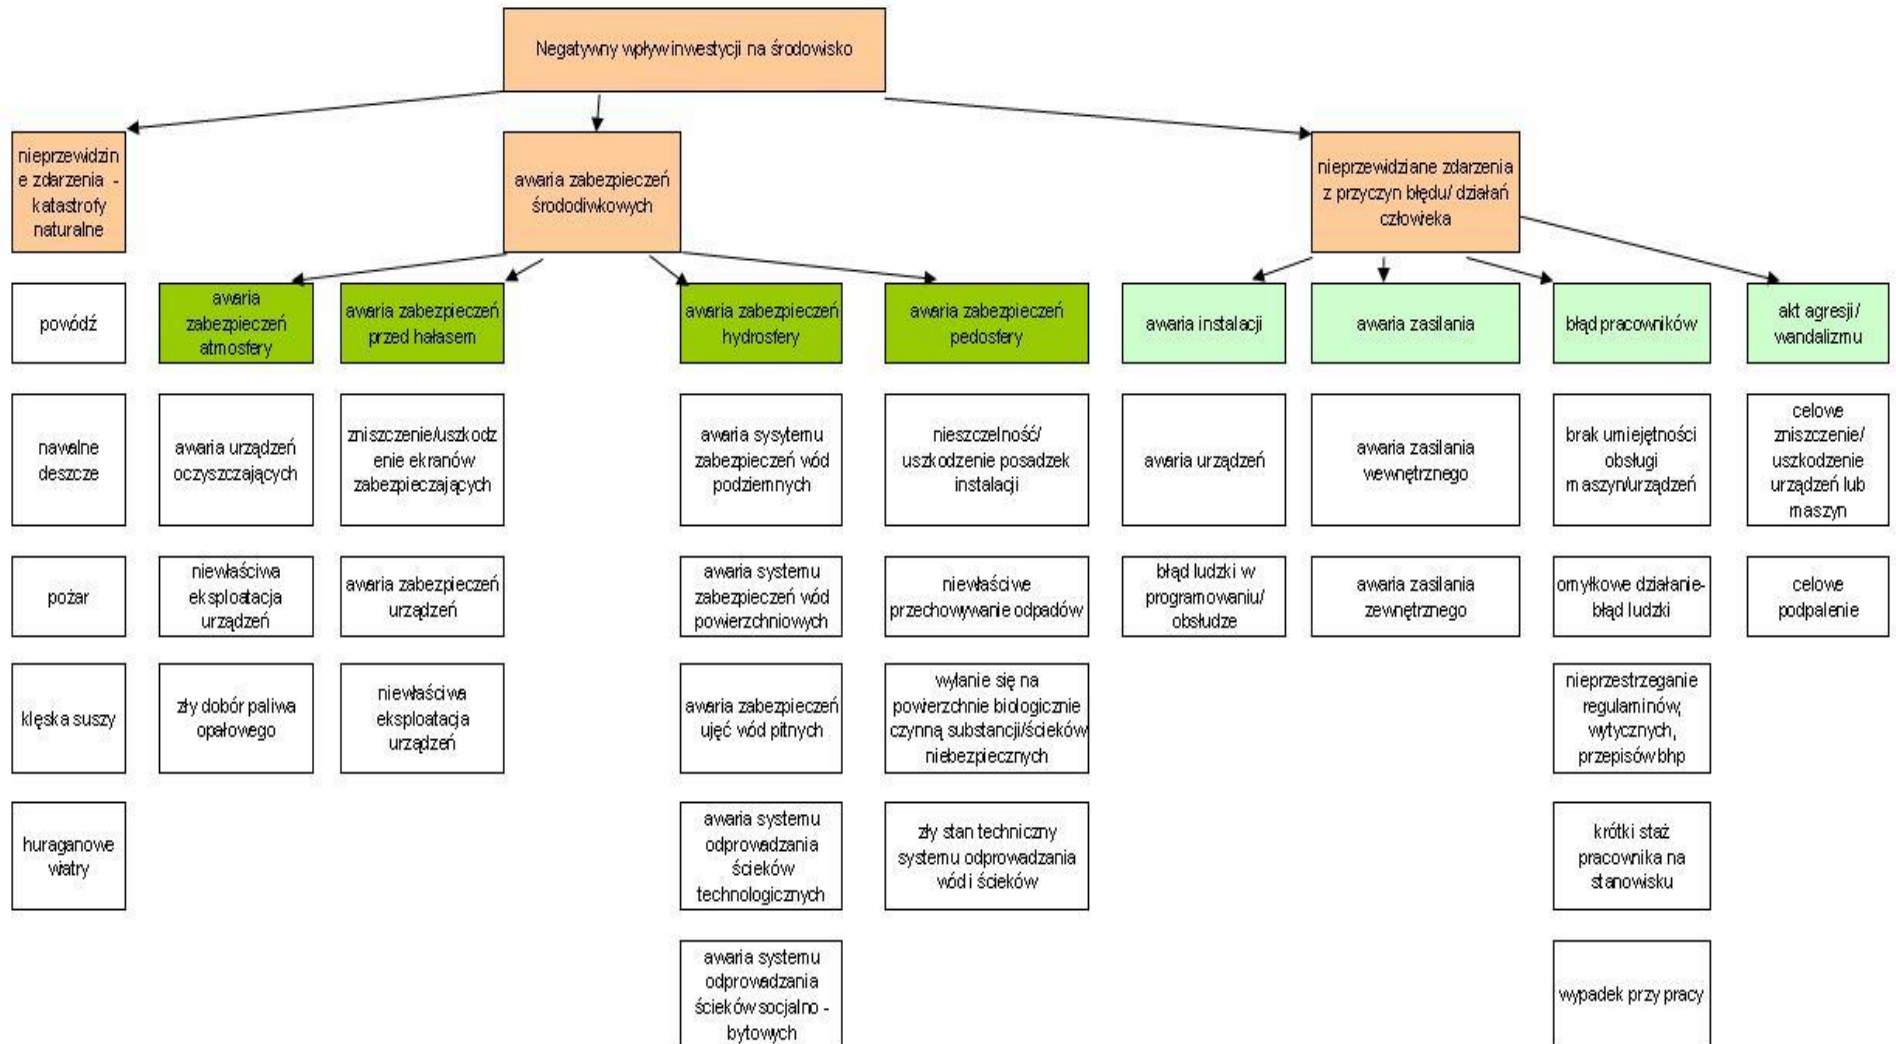 Negatywny wpływ inwestycji na środowisko
nieprzewidzin
e zdarzenia -
katastrofy
naturalne
awaria zabezpieczeń
środodiwkowych
nieprzewidziane zdarzenia
z przyczyn błędu/ działań
człowieka
powódź
awaria
zabezpieczeń
atmosfery
awaria zabezpieczeń
przed hałasem
awaria zabezpieczeń
hydrosfery
awaria zabezpieczeń
pedosfery
awaria instalacji
awaria zasilania
błąd pracowników
akt agresji/
wandalizmu
nawalne
deszcze
awaria urządzeń
oczyszczających
zniszczenie/uszkodz
enie ekranów
zabezpieczających
awaria sysytemu
zabezpieczeń wód
podziemnych
nieszczelność/
uszkodzenie posadzek
instalacji
awaria urządzeń
awaria zasilania
wewnętrznego
brak umiejętności
obsługi
maszyn/urządzeń
celowe
zniszczenie/
uszkodzenie
urządzeń lub
maszyn
pożar
niewłaściwa
eksploatacja
urządzeń
awaria zabezpieczeń
urządzeń
awaria systemu
zabezpieczeń wód
powierzchniowych
niewłaściwe
przechowywanie odpadów
błąd ludzki w
programowaniu/
obsłudze
awaria zasilania
zewnętrznego
omyłkowe działanie-
błąd ludzki
celowe
podpalenie
klęska suszy
zły dobór paliwa
opałowego
niewłaściwa
eksploatacja
urządzeń
awaria zabezpieczeń
ujęć wód pitnych
wylanie się na
powierzchnie biologicznie
czynną substancji/ścieków
niebezpiecznych
nieprzestrzeganie
regulaminów,
wytycznych,
przepisów bhp
huraganowe
wiatry
awaria systemu
odprowadzania
ścieków
technologicznych
zły stan techniczny
systemu odprowadzania
wód i ścieków
krótki staż
pracownika na
stanowisku
awaria systemu
odprowadzania
ścieków socjalno -
bytowych
wypadek przy pracy